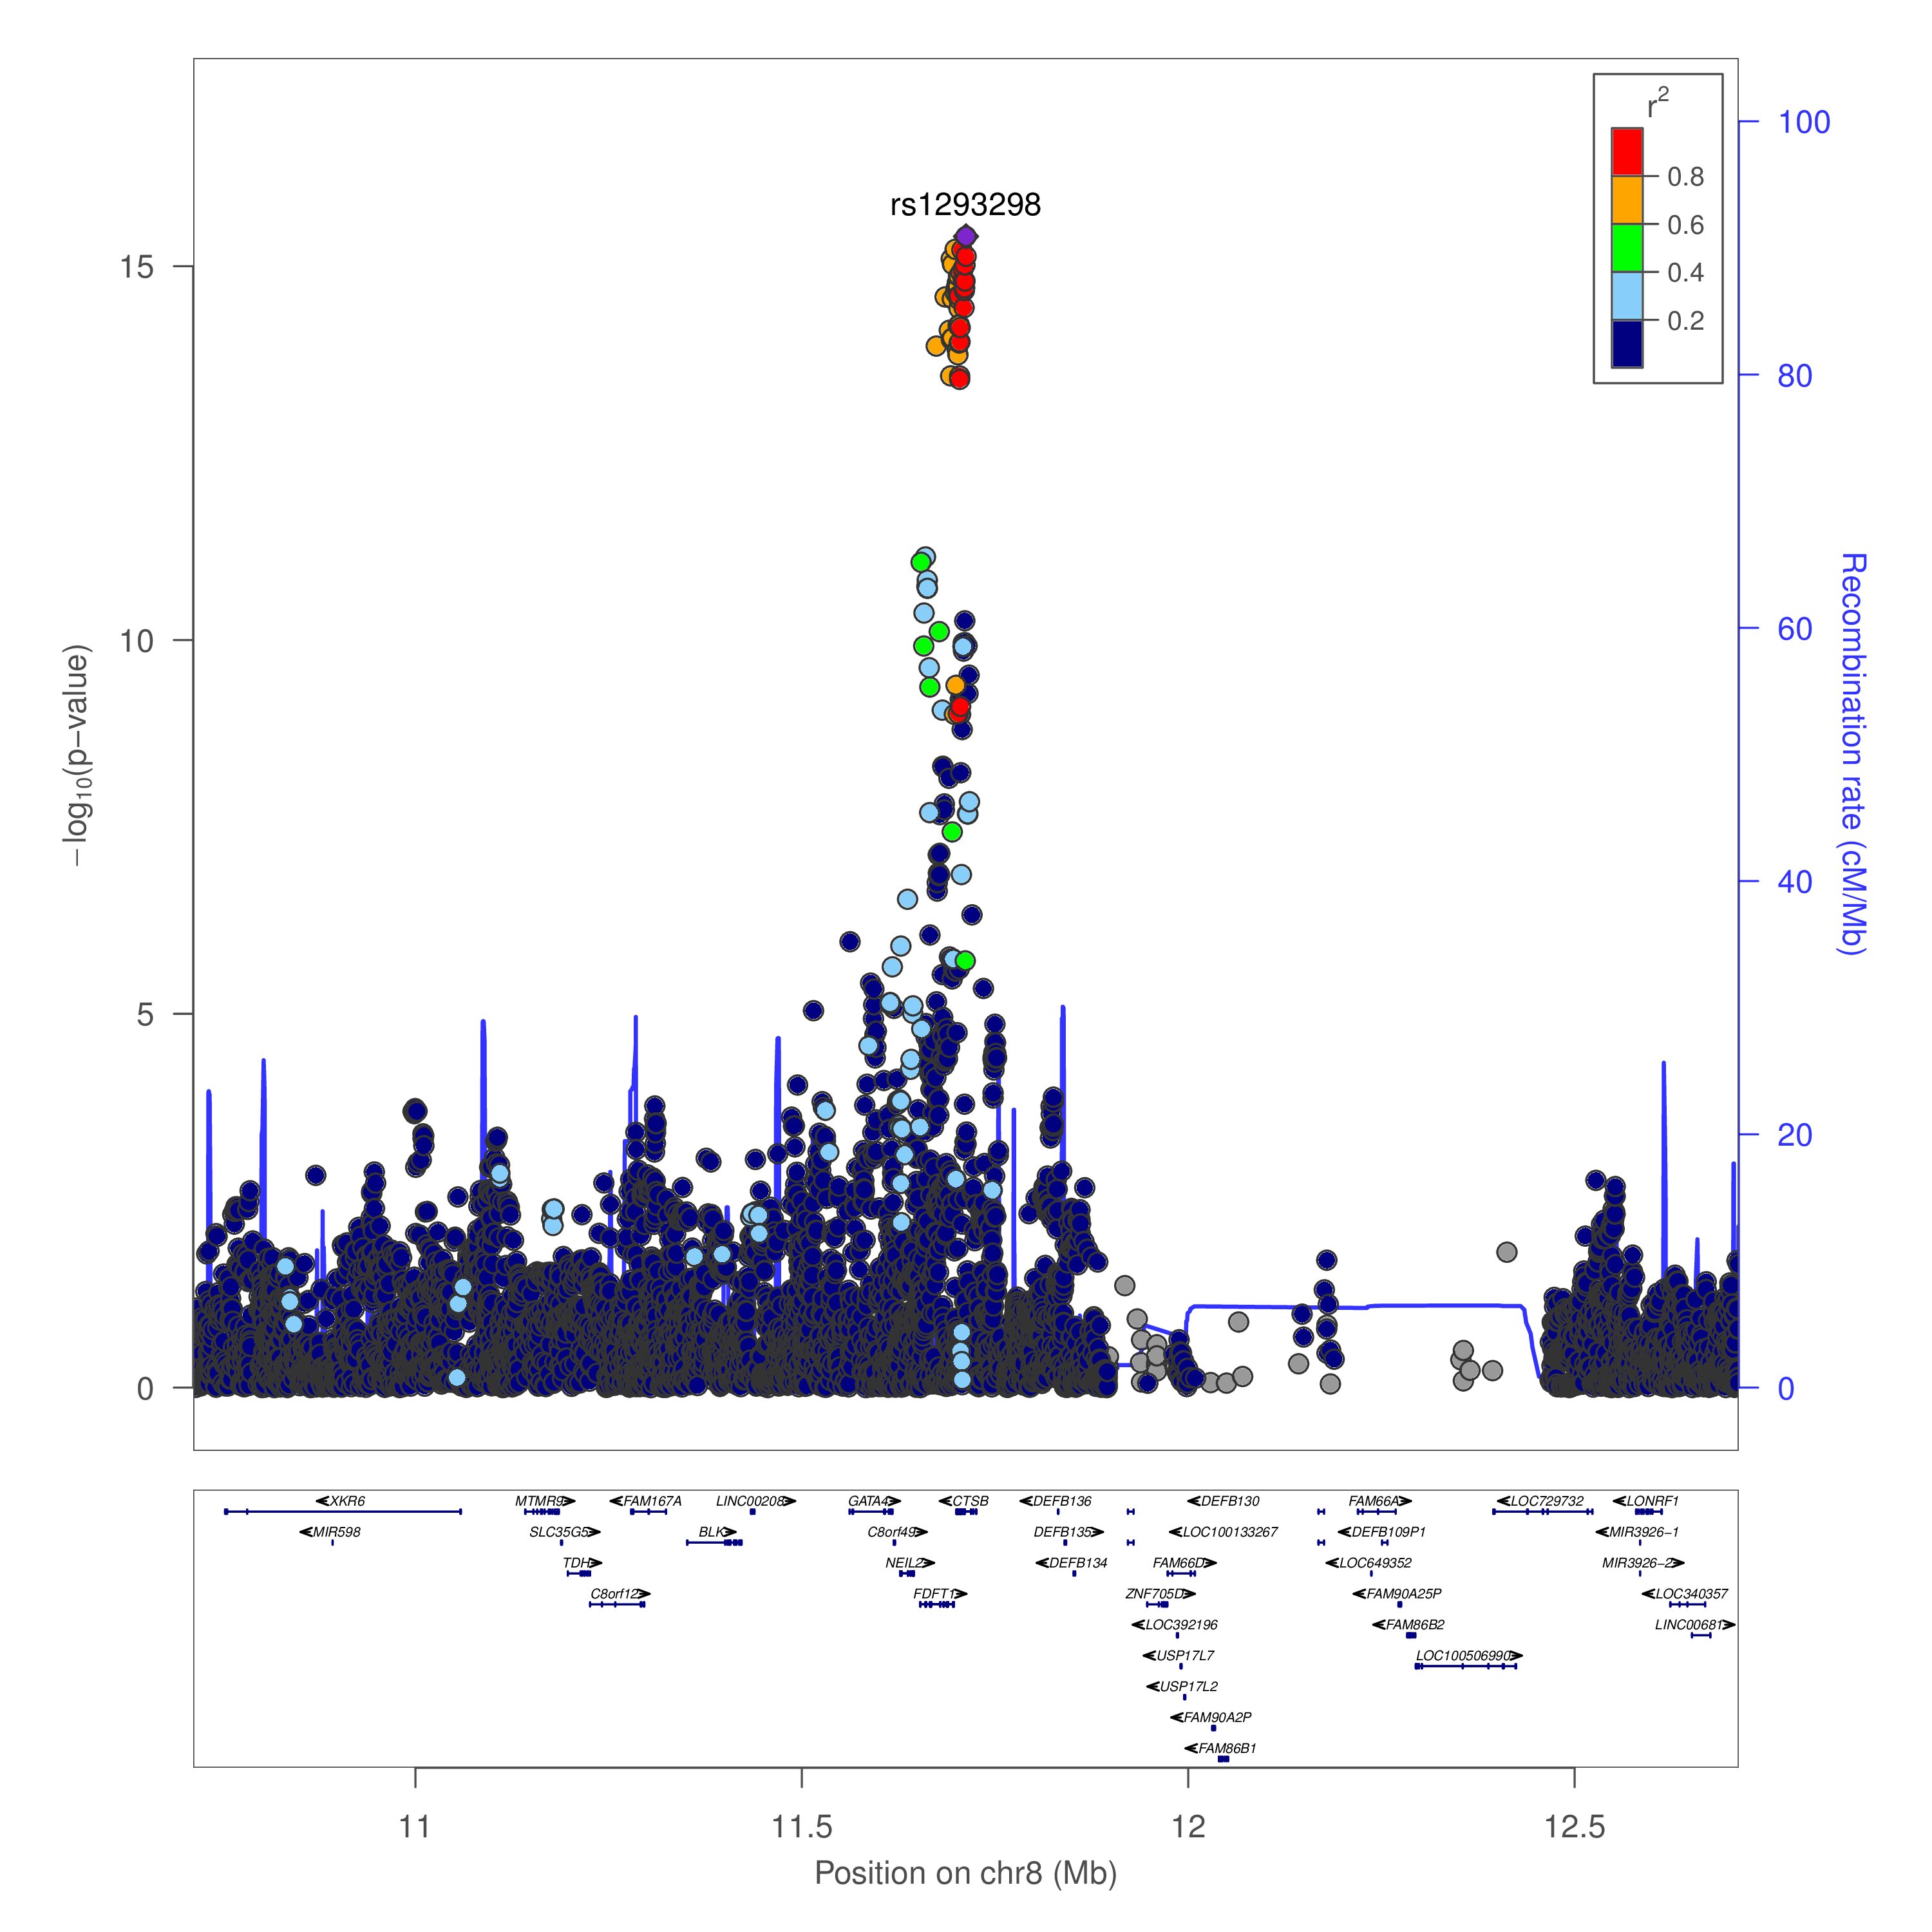 rs1293298
r2
0.8
0.6
0.4
0.2
15
10
5
0
−log10(p−value)
100
80
60
40
20
0
Recombination rate (cM/Mb)
XKR6 MTMR9 FAM167A LINC00208 GATA4 CTSB DEFB136 DEFB130 FAM66A LOC729732 LONRF1
MIR598 SLC35G5 BLK C8orf49 DEFB135 LOC100133267 DEFB109P1 MIR3926−1
TDH NEIL2 DEFB134 FAM66D LOC649352 MIR3926−2
C8orf12 FDFT1 ZNF705D FAM90A25P LOC340357
LOC392196 FAM86B2 LINC00681
USP17L7 LOC100506990
USP17L2
FAM90A2P
FAM86B1
11 11.5 12 12.5
Position on chr8 (Mb)